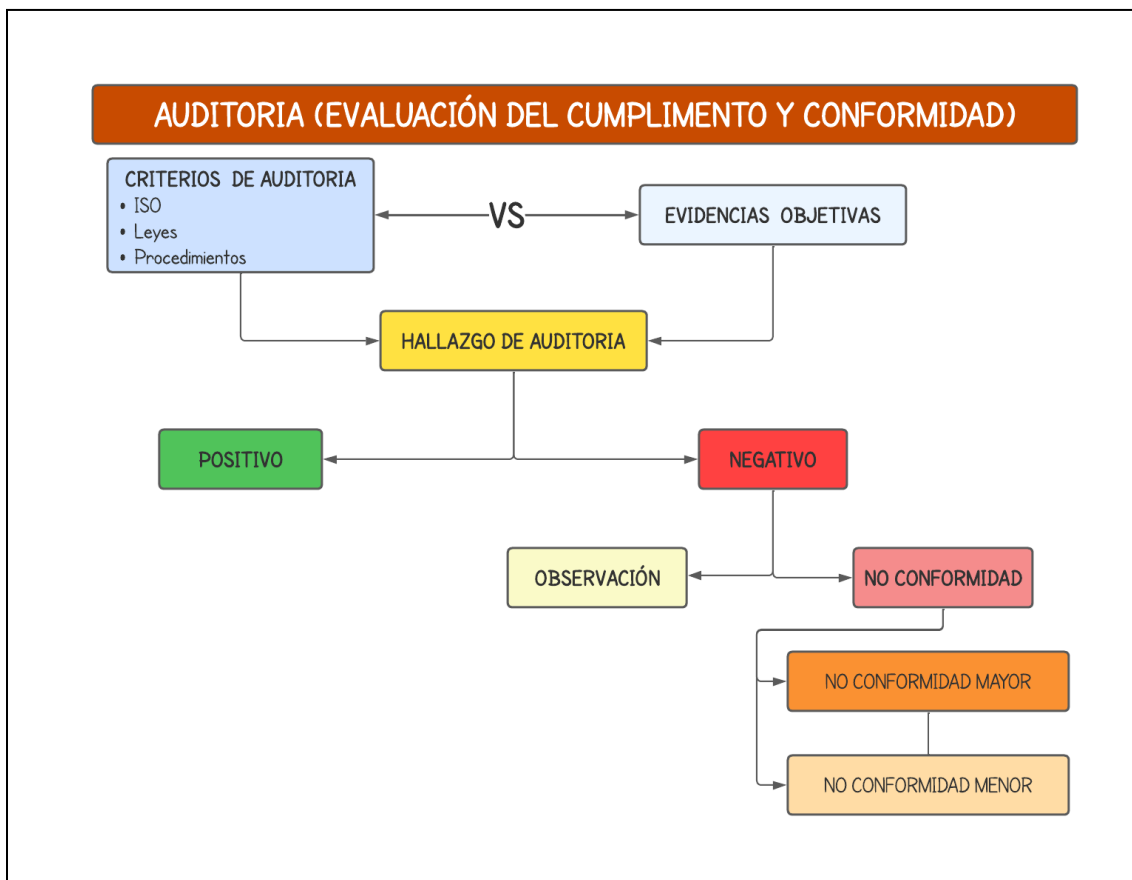 AUDITORIA (EVALUACIÓN DEL CUMPLIMENTO Y CONFORMIDAD)
CRITERIOS DE AUDITORIA
• ISO
• Leyes
• Procedimientos
VS
EVIDENCIAS OBJETIVAS
HALLAZGO DE AUDITORIA
POSITIVO
NEGATIVO
OBSERVACIÓN
NO CONFORMIDAD
NO CONFORMIDAD MAYOR
NO CONFORMIDAD MENOR